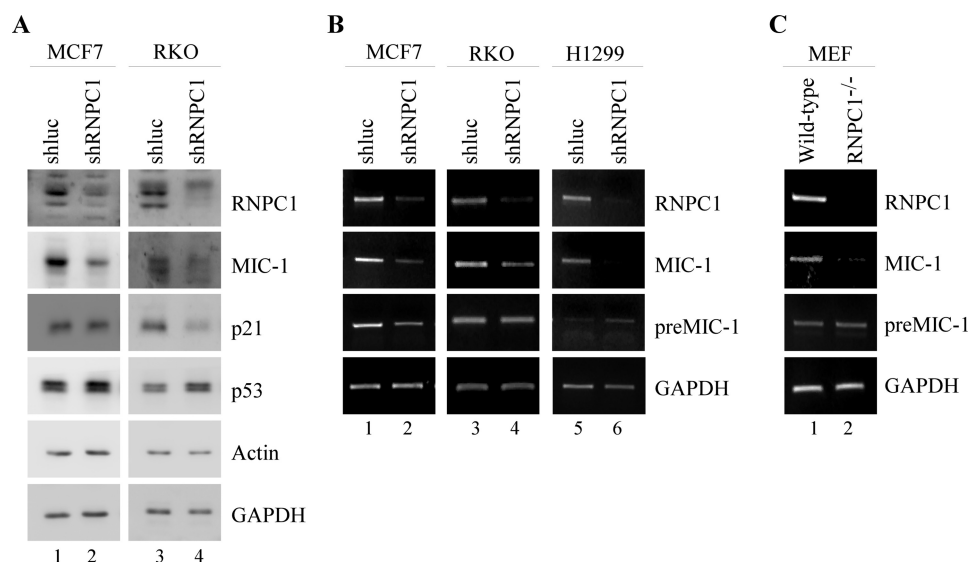 A
MCF7 RKO
shluc shRNPC1 shluc shRNPC1
RNPC1
MIC-1
p21
p53
Actin
GAPDH
1 2 3 4
B
MCF7 RKO H1299
shluc shRNPC1 shluc shRNPC1 shluc shRNPC1
RNPC1
MIC-1
preMIC-1
GAPDH
1 2 3 4 5 6
C
MEF
Wild-type RNPC1-/-
RNPC1
MIC-1
preMIC-1
GAPDH
1 2